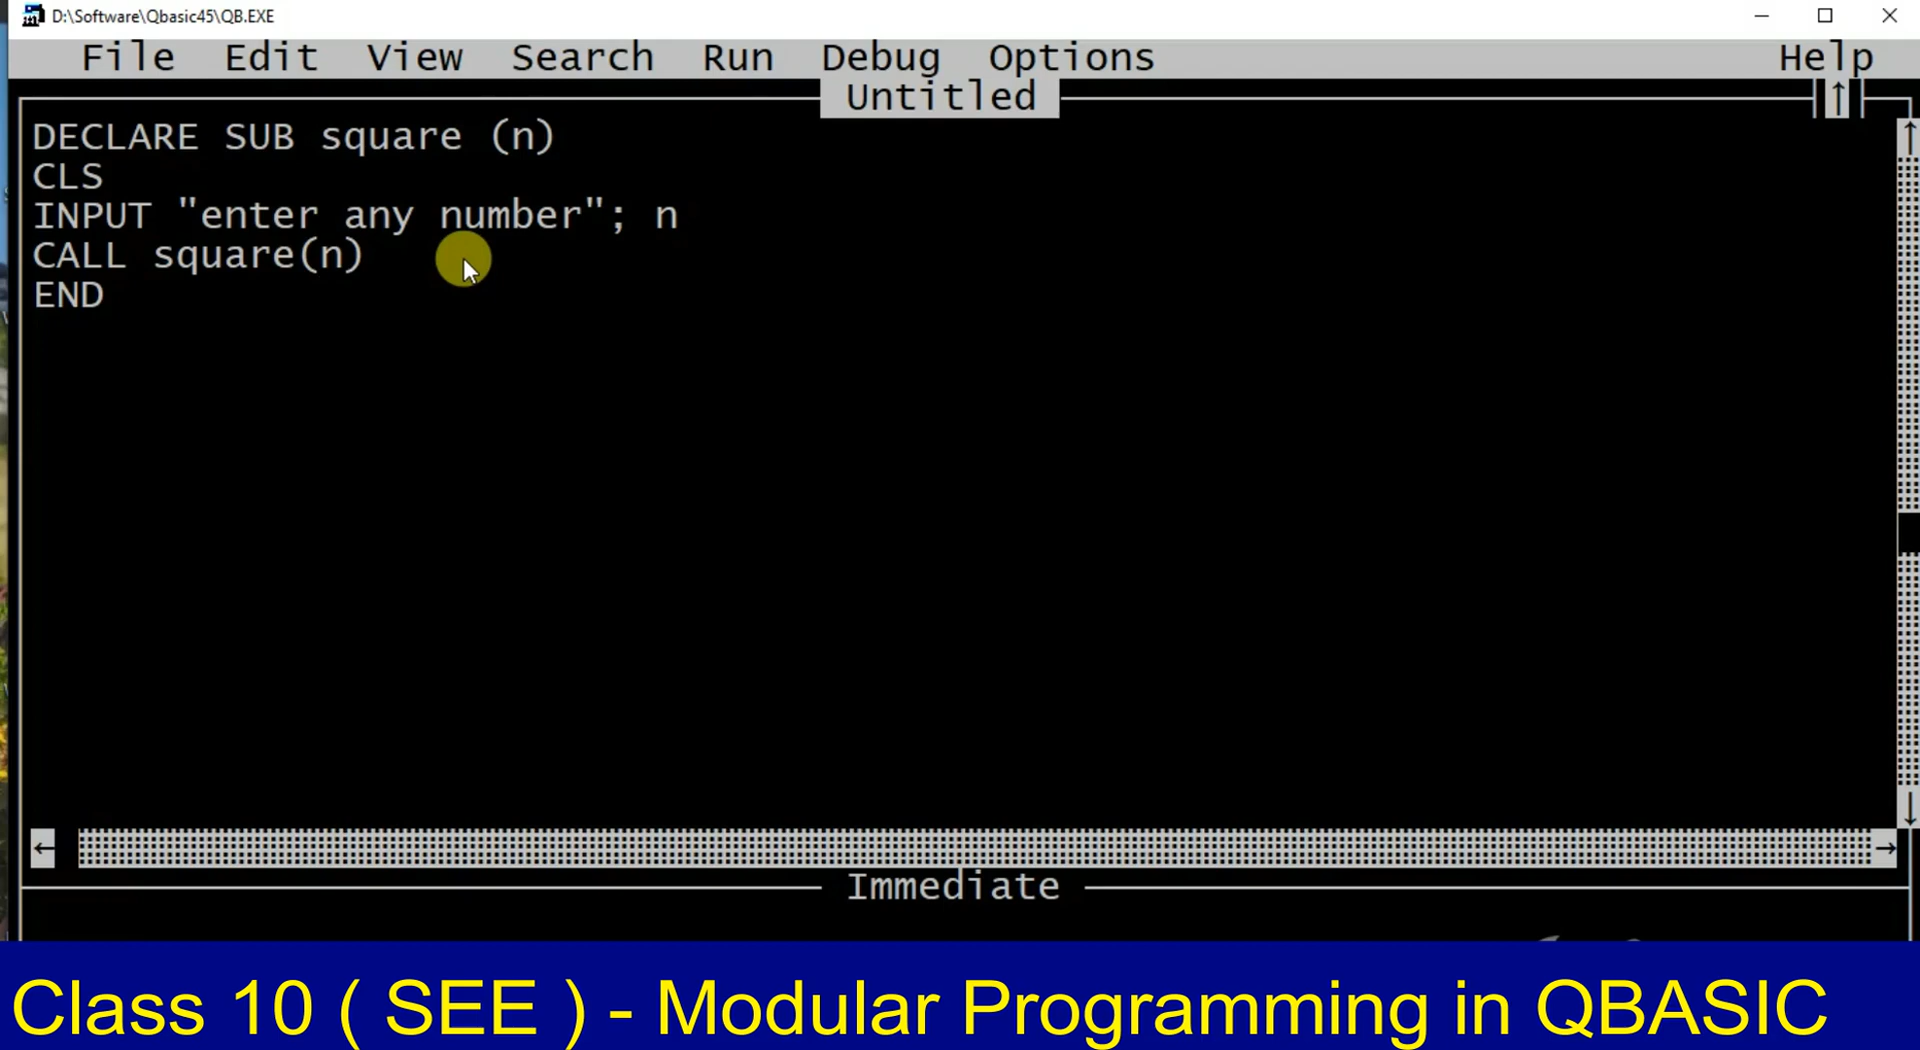 D:\Software\Qbasic45\QB.EXE
File Edit View Search Run Debug Options Help
Untitled
DECLARE SUB square (n)
CLS
INPUT "enter any number"; n
CALL square(n)
END
Immediate
Class 10 ( SEE ) - Modular Programming in QBASIC